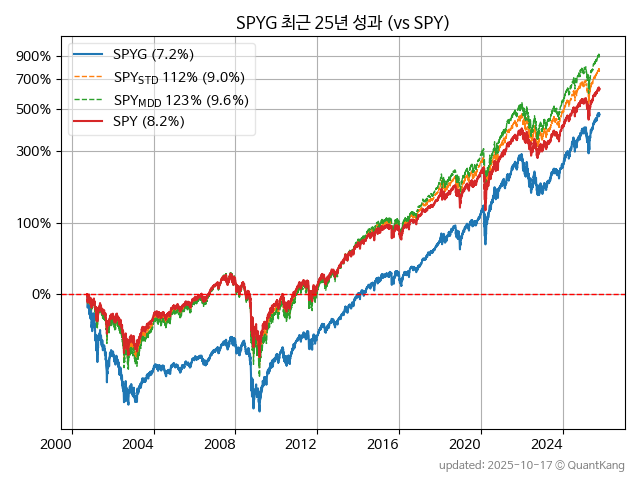 SPYG 최근 25년 성과 (vs SPY)
900%
700%
500%
300%
100%
0%
SPYG (7.2%)
SPYSTD 112% (9.0%)
SPYMDD 123% (9.6%)
SPY (8.2%)
2000 2004 2008 2012 2016 2020 2024
updated: 2025-10-17 © QuantKang